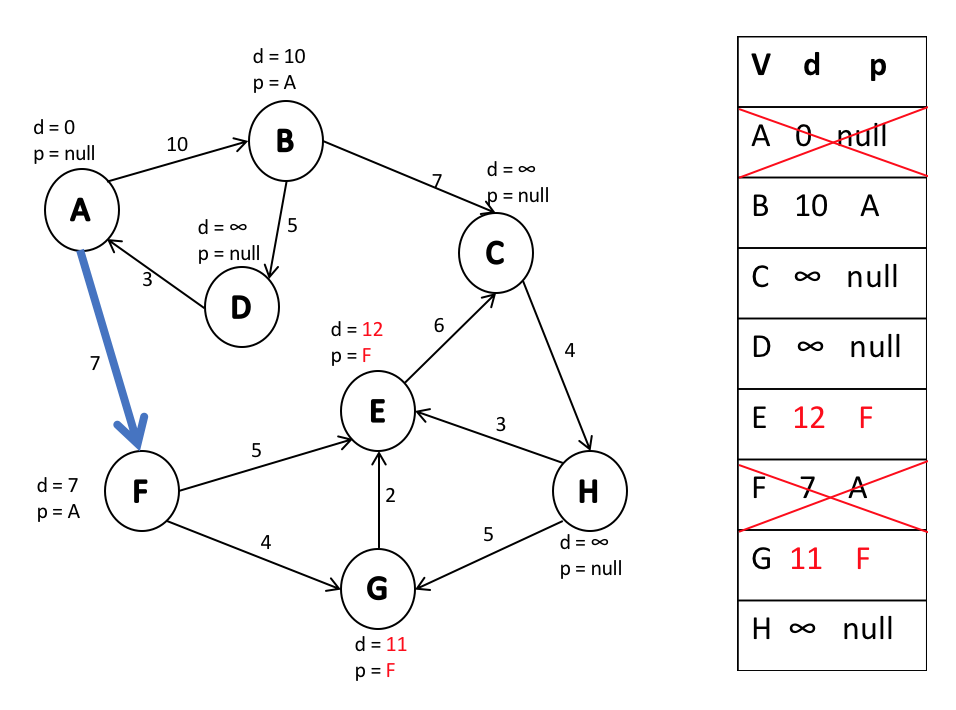 d = 10
p = A
d = 0
p = null
10
B
7
d = ∞
p = null
A
d = ∞
p = null
5
C
3
D
d = 12
p = F
6
4
7
E
5
3
d = 7
p = A
F
2
H
4
5
d = ∞
p = null
G
d = 11
p = F
V d p
A 0 null
B 10 A
C ∞ null
D ∞ null
E 12 F
F 7 A
G 11 F
H ∞ null